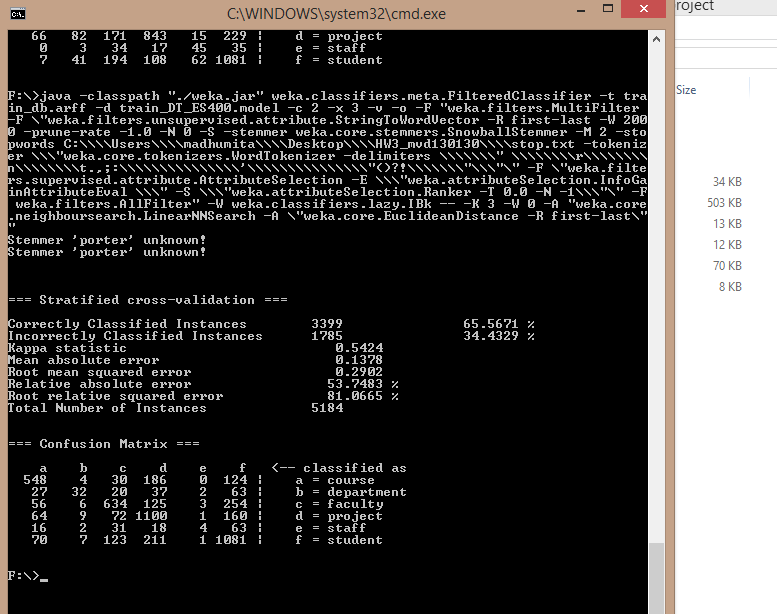 C:\WINDOWS\system32\cmd.exe
roject
Size
34 KB
503 KB
13 KB
12 KB
70 KB
8 KB
66 82 171 843 15 229 | d = project
0 3 34 17 45 35 | e = staff
7 41 194 108 62 1081 | f = student
F:\>java -classpath "./weka.jar" weka.classifiers.meta.FilteredClassifier -t tra
in_db.arff -d train_DT_ES400.model -c 2 -x 3 -v -o -F "weka.filters.MultiFilter
-F \"weka.filters.unsupervised.attribute.StringToWordVector -R first-last -W 200
0 -prune-rate -1.0 -N 0 -S -stemmer weka.core.stemmers.SnowballStemmer -M 2 -sto
pwords C:\\\\Users\\\\madhumita\\\\Desktop\\\\HW3_mvd130130\\\\stop.txt -tokeniz
er \\\"weka.core.tokenizers.WordTokenizer -delimiters \\\\\\\" \\\\\\\\r\\\\\\\\
n\\\\\\\\t.,;:\\\\\\\\\\\\\\\'\\\\\\\\\\\\\\\"()?!\\\\\\\"\\\"\" -F \"weka.filte
rs.supervised.attribute.AttributeSelection -E \\\"weka.attributeSelection.InfoGa
inAttributeEval \\\" -S \\\"weka.attributeSelection.Ranker -T 0.0 -N -1\\\"\" -F
weka.filters.AllFilter" -W weka.classifiers.lazy.IBk -- -K 3 -W 0 -A "weka.core
.neighboursearch.LinearNNSearch -A \"weka.core.EuclideanDistance -R first-last\"
"
Stemmer 'porter' unknown!
Stemmer 'porter' unknown!
=== Stratified cross-validation ===
Correctly Classified Instances 3399 65.5671 %
Incorrectly Classified Instances 1785 34.4329 %
Kappa statistic 0.5424
Mean absolute error 0.1378
Root mean squared error 0.2902
Relative absolute error 53.7483 %
Root relative squared error 81.0665 %
Total Number of Instances 5184
=== Confusion Matrix ===
a b c d e f <-- classified as
548 4 30 186 0 124 | a = course
27 32 20 37 2 63 | b = department
56 6 634 125 3 254 | c = faculty
64 9 72 1100 1 160 | d = project
16 2 31 18 4 63 | e = staff
70 7 123 211 1 1081 | f = student
F:\>_